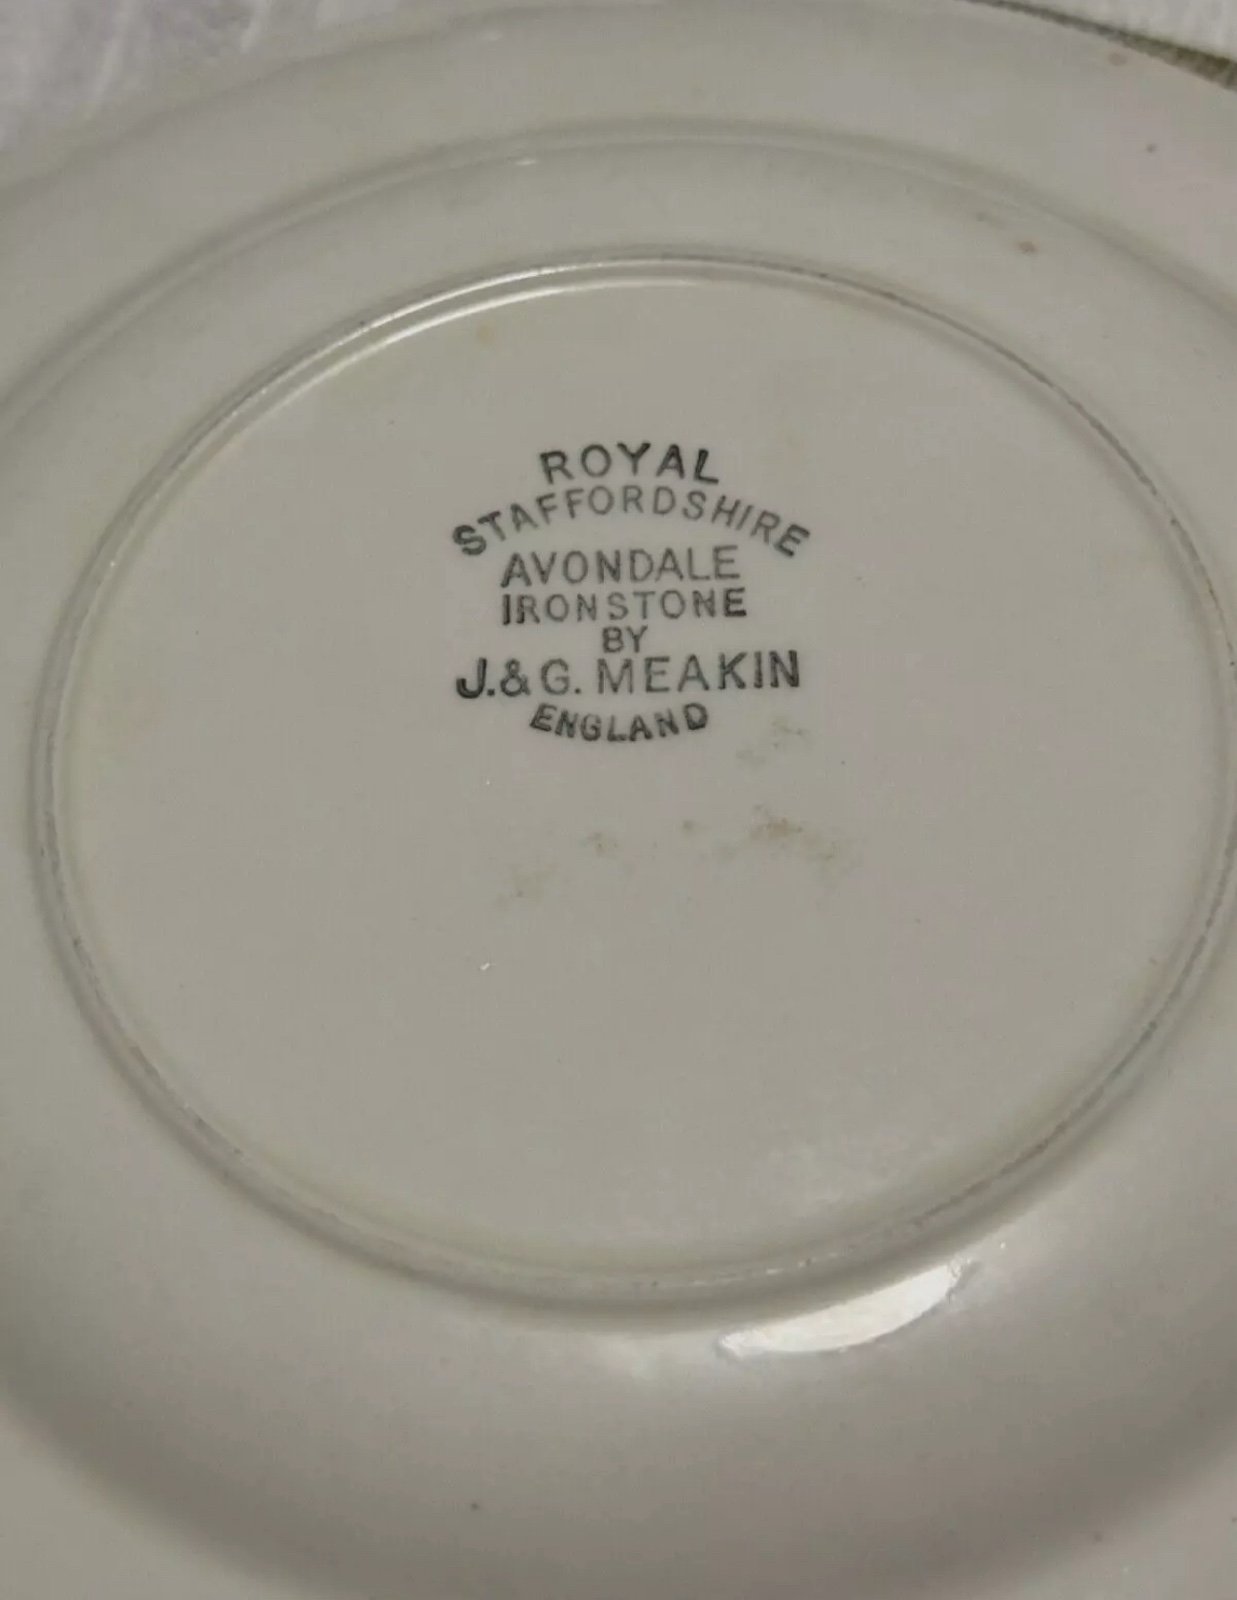 ROYAL
STAFFORDSHIRE
AVONDALE
IRONSTONE
BY
J.&G. MEAKIN
ENGLAND